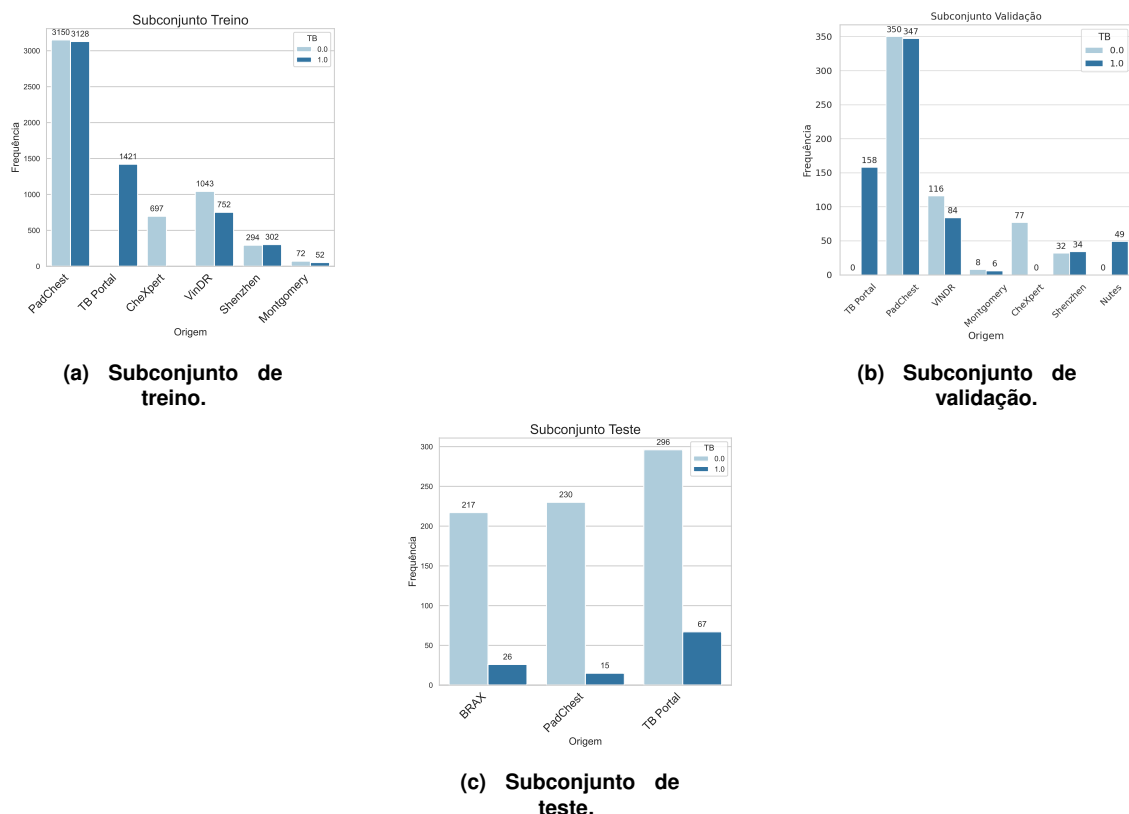 Subconjunto Treino
TB
0.0
1.0
Frequência
3000
2500
2000
1500
1000
500
0
3150 3128
1421
697
1043
752
294 302
72 52
PadChest
TB Portal
CheXpert
VinDR
Shenzhen
Montgomery
Origem
(a) Subconjunto de
treino.
Subconjunto Validação
TB
0.0
1.0
Frequência
350
300
250
200
150
100
50
0
0 158
350 347
116 84
8 6
77 0
32 34
0 49
TB Portal
PadChest
VINDR
Montgomery
CheXpert
Shenzhen
Nutes
Origem
(b) Subconjunto de
validação.
Subconjunto Teste
TB
0.0
1.0
Frequência
300
250
200
150
100
50
0
217 26
230 15
296 67
BRAX
PadChest
TB Portal
Origem
(c) Subconjunto de
teste.